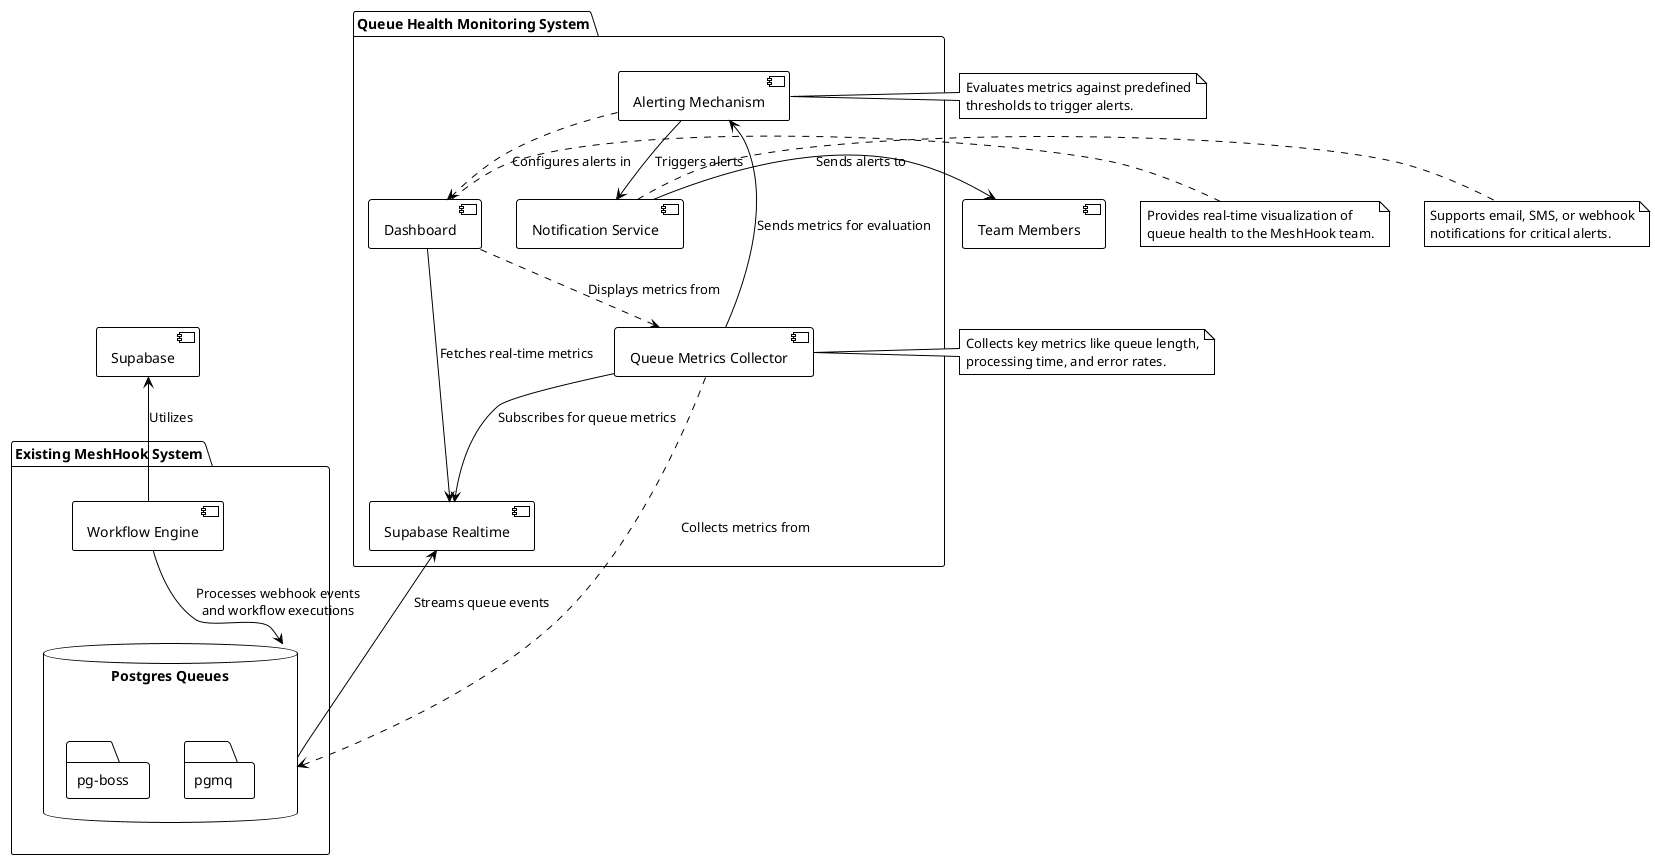 Queue Health Monitoring System
Alerting Mechanism
Evaluates metrics against predefined
thresholds to trigger alerts.
Configures alerts in
Triggers alerts
Sends alerts to
Dashboard
Notification Service
Team Members
Provides real-time visualization of
queue health to the MeshHook team.
Supports email, SMS, or webhook
notifications for critical alerts.
Sends metrics for evaluation
Displays metrics from
Supabase
Fetches real-time metrics
Queue Metrics Collector
Collects key metrics like queue length,
processing time, and error rates.
Utilizes
Subscribes for queue metrics
Existing MeshHook System
Workflow Engine
Supabase Realtime
Collects metrics from
Processes webhook events
and workflow executions
Streams queue events
Postgres Queues
pg-boss
pgmq